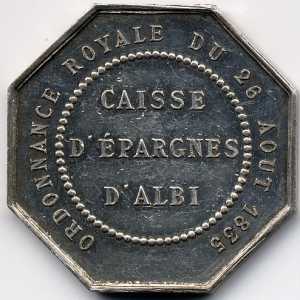 ORDONNANCE ROYALE DU 26 AOUT 1835
CAISSE
D'ÉPARGNES
D'ALBI